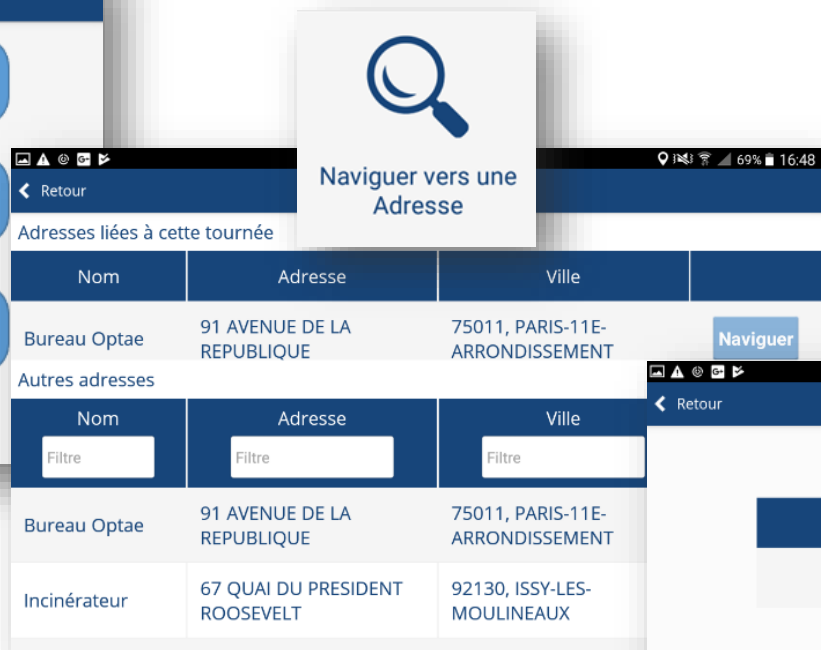 Naviguer vers une
Adresse
69% 16:48
Retour
Adresses liées à cette tournée
Nom Adresse Ville
Bureau Optae 91 AVENUE DE LA REPUBLIQUE 75011, PARIS-11E-ARRONDISSEMENT Naviguer
Autres adresses
Nom Adresse Ville
Filtre Filtre Filtre
Bureau Optae 91 AVENUE DE LA REPUBLIQUE 75011, PARIS-11E-ARRONDISSEMENT
Incinérateur 67 QUAI DU PRESIDENT ROOSEVELT 92130, ISSY-LES-MOULINEAUX
Retour